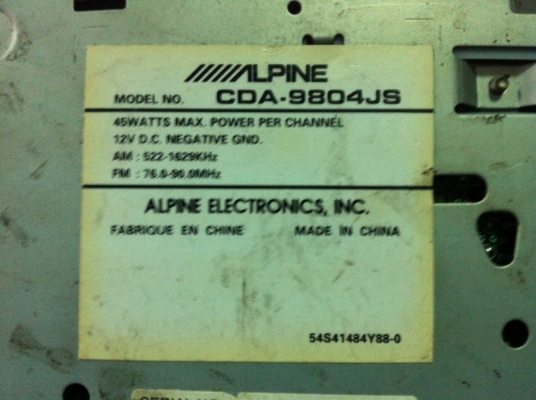 ALPINE
MODEL NO. CDA-9804JS
45WATTS MAX. POWER PER CHANNEL
12V D.C. NEGATIVE GND.
AM : 522-1629KHz
FM : 76.0-90.0MHz
ALPINE ELECTRONICS, INC.
FABRIQUE EN CHINE MADE IN CHINA
54S41484Y88-0